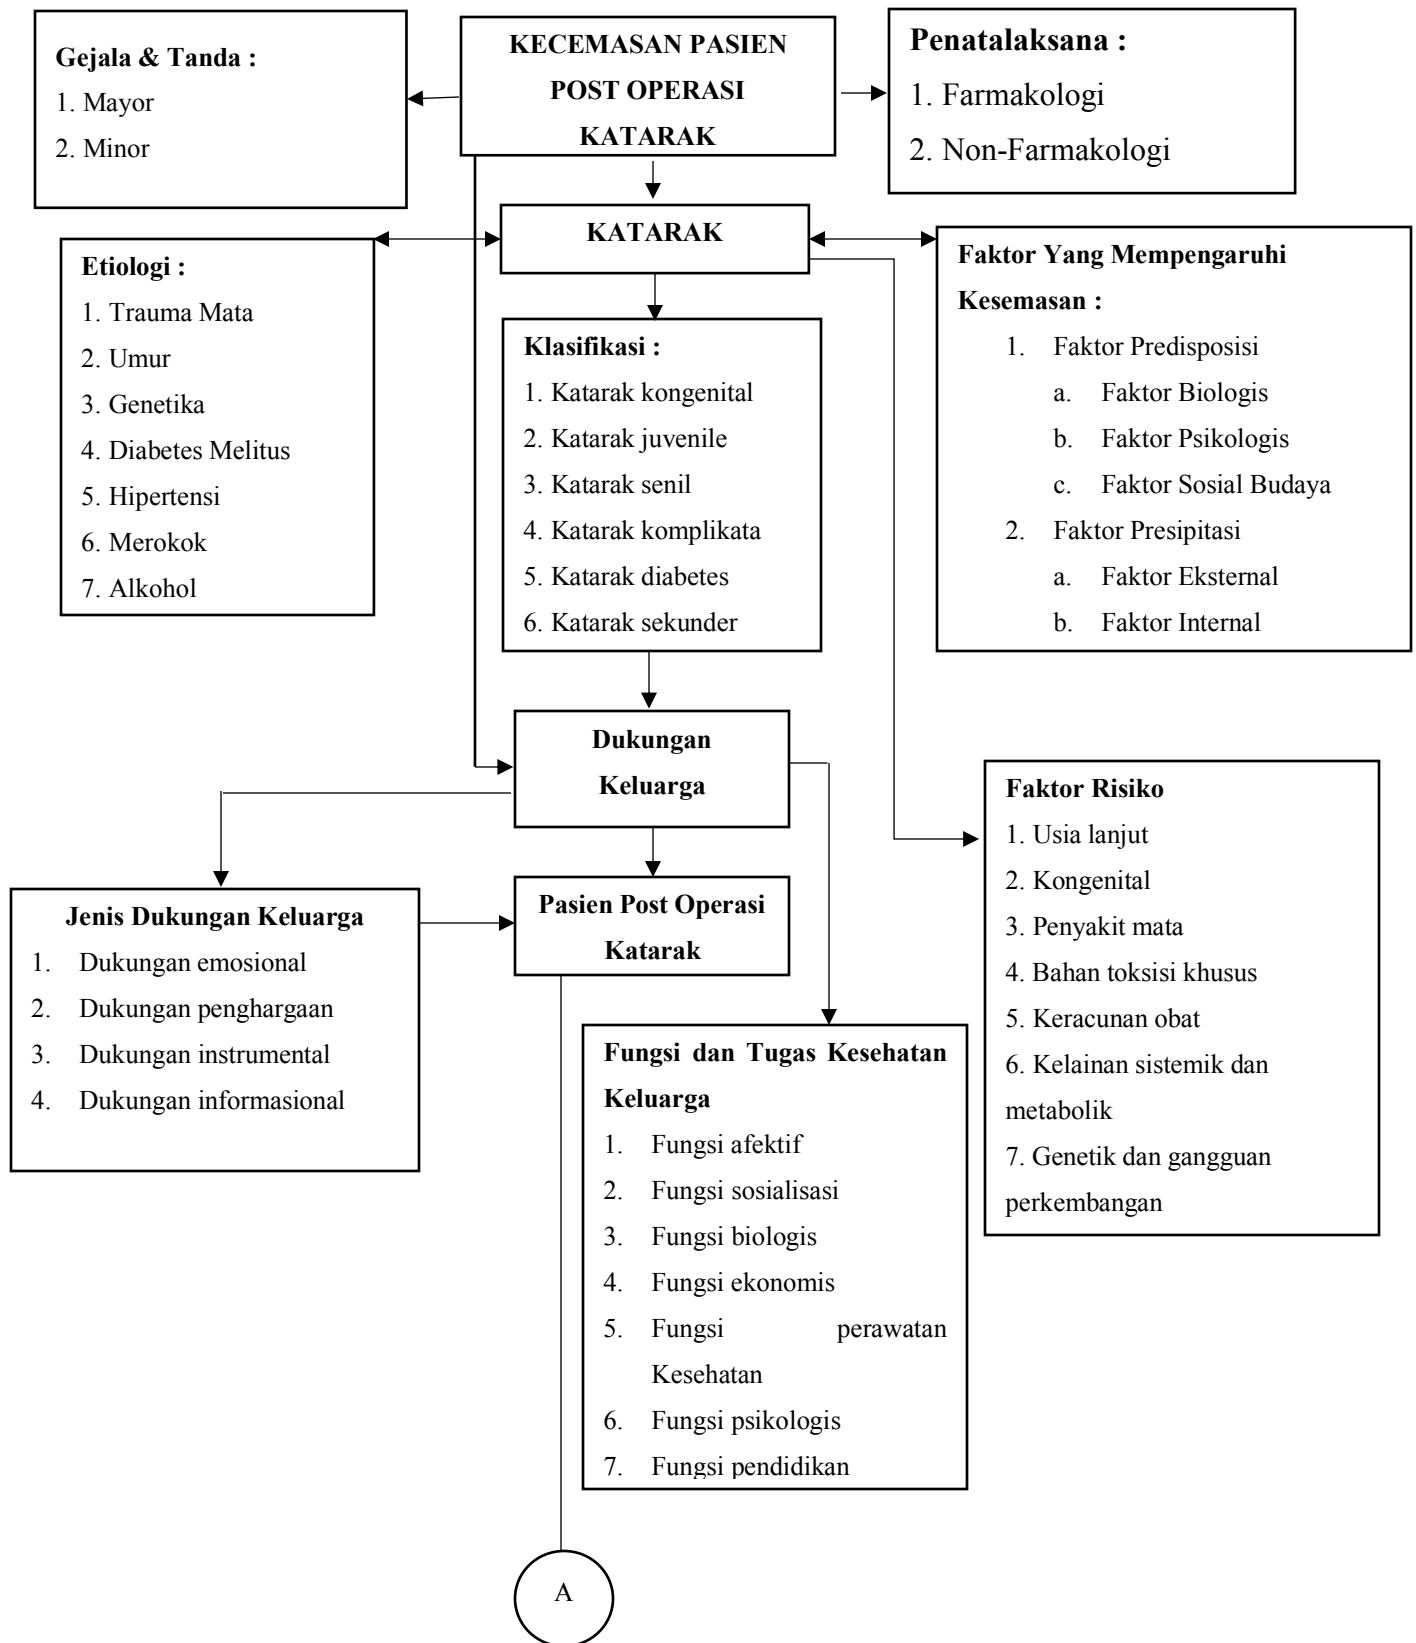 Gejala & Tanda :
1. Mayor
2. Minor
KECEMASAN PASIEN
POST OPERASI
KATARAK
Penatalaksana :
1. Farmakologi
2. Non-Farmakologi
KATARAK
Etiologi :
1. Trauma Mata
2. Umur
3. Genetika
4. Diabetes Melitus
5. Hipertensi
6. Merokok
7. Alkohol
Klasifikasi :
1. Katarak kongenital
2. Katarak juvenile
3. Katarak senil
4. Katarak komplikata
5. Katarak diabetes
6. Katarak sekunder
Faktor Yang Mempengaruhi
Kesemasan :
1. Faktor Predisposisi
a. Faktor Biologis
b. Faktor Psikologis
c. Faktor Sosial Budaya
2. Faktor Presipitasi
a. Faktor Eksternal
b. Faktor Internal
Dukungan
Keluarga
Faktor Risiko
1. Usia lanjut
2. Kongenital
3. Penyakit mata
4. Bahan toksisi khusus
5. Keracunan obat
6. Kelainan sistemik dan
metabolik
7. Genetik dan gangguan
perkembangan
Jenis Dukungan Keluarga
1. Dukungan emosional
2. Dukungan penghargaan
3. Dukungan instrumental
4. Dukungan informasional
Pasien Post Operasi
Katarak
Fungsi dan Tugas Kesehatan
Keluarga
1. Fungsi afektif
2. Fungsi sosialisasi
3. Fungsi biologis
4. Fungsi ekonomis
5. Fungsi perawatan
Kesehatan
6. Fungsi psikologis
7. Fungsi pendidikan
A